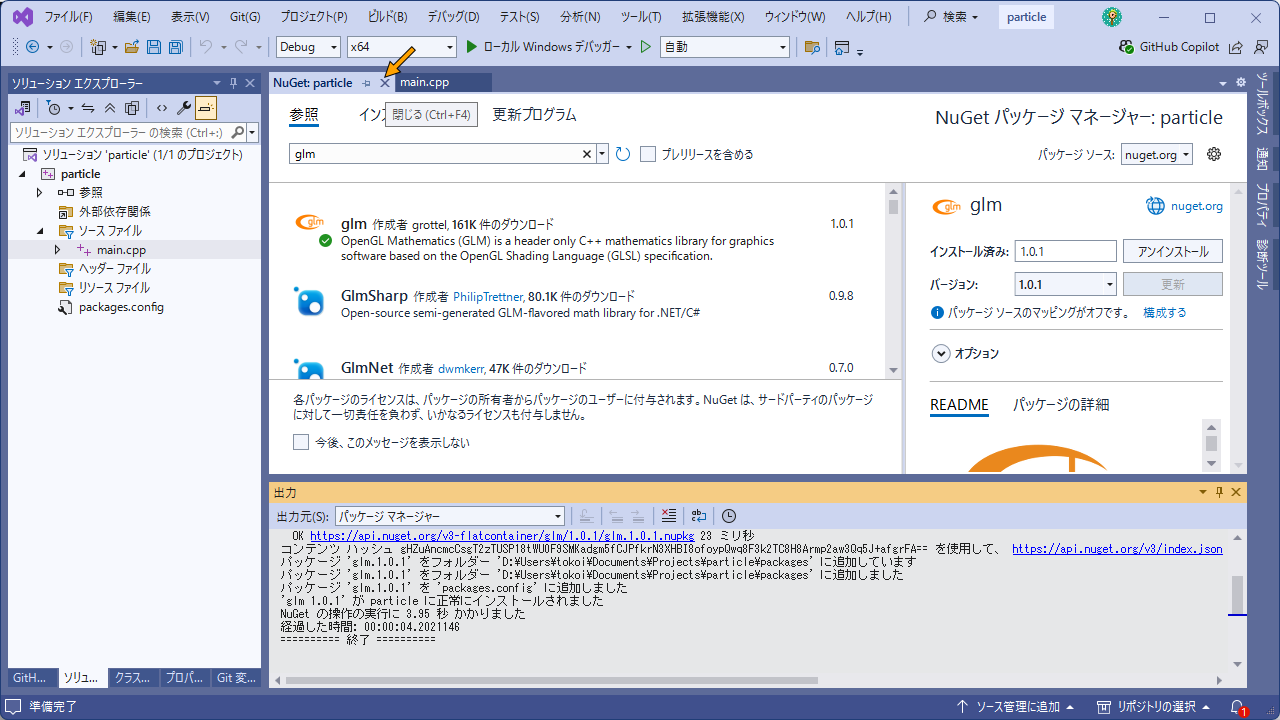 ファイル(F) 編集(E) 表示(V) Git(G) プロジェクト(P) ビルド(B) デバッグ(D) テスト(S) 分析(N) ツール(T) 拡張機能(X) ウィンドウ(W) ヘルプ(H) 検索 particle
Debug x64 ローカル Windows デバッガー 自動 GitHub Copilot
ソリューション エクスプローラー
ソリューション エクスプローラー の検索 (Ctrl+:)
ソリューション 'particle' (1/1 のプロジェクト)
particle
参照
外部依存関係
ソース ファイル
main.cpp
ヘッダー ファイル
リソース ファイル
packages.config
GitH... ソリュ... クラス... プロパ... Git 変...
NuGet: particle main.cpp
参照 イン 更新プログラム
閉じる (Ctrl+F4)
NuGet パッケージ マネージャー: particle
glm プレリリースを含める
パッケージ ソース: nuget.org
glm 作成者 grottel, 161K 件のダウンロード 1.0.1
OpenGL Mathematics (GLM) is a header only C++ mathematics library for graphics
software based on the OpenGL Shading Language (GLSL) specification.
GlmSharp 作成者 PhilipTrettner, 80.1K 件のダウンロード 0.9.8
Open-source semi-generated GLM-flavored math library for .NET/C#
GlmNet 作成者 dwmkerr, 47K 件のダウンロード 0.7.0
各パッケージのライセンスは、パッケージの所有者からパッケージのユーザーに付与されます。NuGet は、サードパーティのパッケージ
に対して一切責任を負わず、いかなるライセンスも付与しません。
今後、このメッセージを表示しない
glm glm nuget.org
インストール済み: 1.0.1 アンインストール
バージョン: 1.0.1 更新
パッケージ ソースのマッピングがオフです。 構成する
オプション
README パッケージの詳細
ツールボックス
通知
プロパティ
診断ツール
出力
出力元(S): パッケージ マネージャー
OK https://api.nuget.org/v3-flatcontainer/glm/1.0.1/glm.1.0.1.nupkg 23 ミリ秒
コンテンツ ハッシュ gHZuAncmcCsgT2zTUSP18tWUOF9SMKadgm5fCJPfkrN3XHBI8ofoypQwq8F3k2TC8H8Armp2aw3Qq5J+afgrFA== を使用して、 https://api.nuget.org/v3/index.json
パッケージ 'glm.1.0.1' をフォルダー 'D:¥Users¥tokoi¥Documents¥Projects¥particle¥packages' に追加しています
パッケージ 'glm.1.0.1' をフォルダー 'D:¥Users¥tokoi¥Documents¥Projects¥particle¥packages' に追加しました
パッケージ 'glm.1.0.1' を 'packages.config' に追加しました
'glm 1.0.1' が particle に正常にインストールされました
NuGet の操作の実行に 3.95 秒 かかりました
経過した時間: 00:00:04.2021146
========== 終了 ==========
準備完了 ソース管理に追加 リポジトリの選択 1